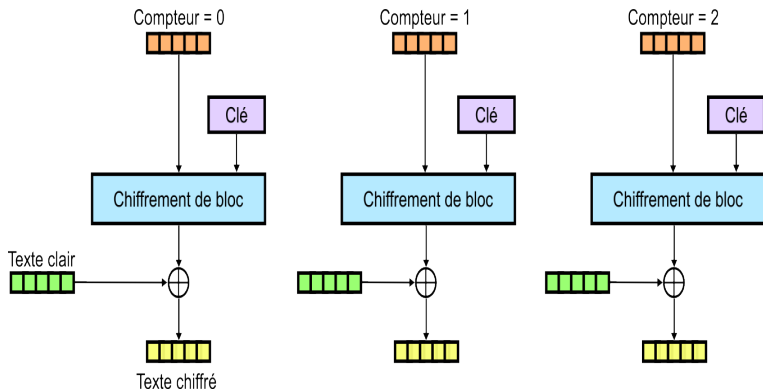 Compteur = 0
Compteur = 1
Compteur = 2
Clé
Clé
Clé
Chiffrement de bloc
Chiffrement de bloc
Chiffrement de bloc
Texte clair
Texte chiffré